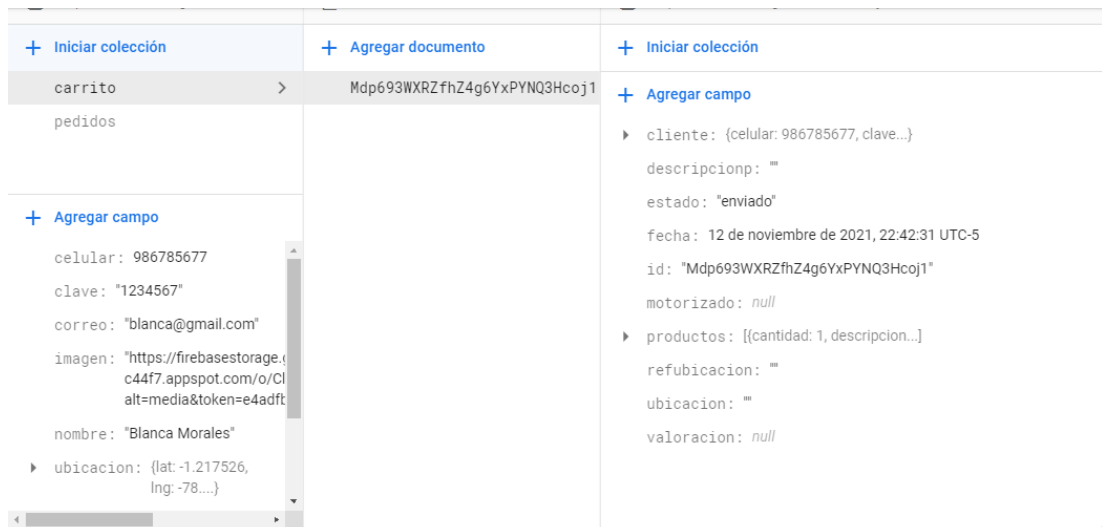 Iniciar colección
carrito
pedidos
Agregar campo
celular: 986785677
clave: "1234567"
correo: "blanca@gmail.com"
imagen: "https://firebasestorage.
c44f7.appspot.com/o/Cl
alt=media&token=e4adfb
nombre: "Blanca Morales"
ubicacion: {lat: -1.217526,
lng: -78....}
Agregar documento
Mdp693WXRZfhZ4g6YxPYNQ3Hcoj1
Iniciar colección
Agregar campo
cliente: {celular: 986785677, clave...}
descripcionp: ""
estado: "enviado"
fecha: 12 de noviembre de 2021, 22:42:31 UTC-5
id: "Mdp693WXRZfhZ4g6YxPYNQ3Hcoj1"
motorizado: null
productos: [{cantidad: 1, descripcion...]
refubicacion: ""
ubicacion: ""
valoracion: null